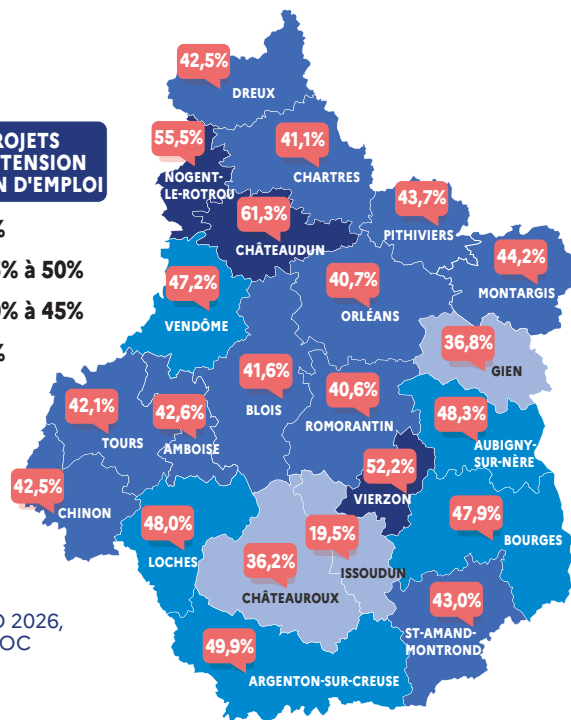 42,5%
DREUX
ROJETS
TENSION
N D'EMPLOI
55,5%
NOGENT-
LE-ROTROU
41,1%
CHARTRES
43,7%
PITHIVIERS
61,3%
CHÂTEAUDUN
%
% à 50%
% à 45%
%
44,2%
MONTARGIS
47,2%
VENDÔME
40,7%
ORLÉANS
36,8%
GIEN
41,6%
BLOIS
40,6%
ROMORANTIN
42,1%
TOURS
42,6%
AMBOISE
48,3%
AUBIGNY-
SUR-NÈRE
42,5%
CHINON
52,2%
VIERZON
47,9%
BOURGES
48,0%
LOCHES
19,5%
ISSOUDUN
36,2%
CHÂTEAUROUX
43,0%
ST-AMAND-
MONTROND
49,9%
ARGENTON-SUR-CREUSE
2026,
OC